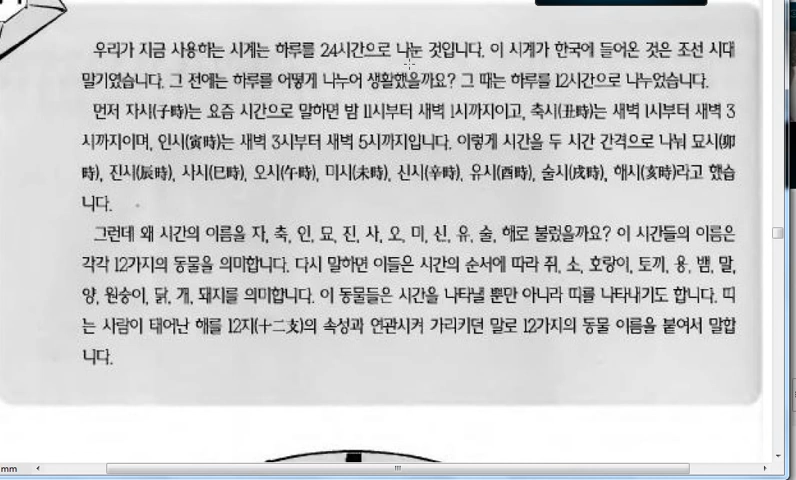 우리가 지금 사용하는 시계는 하루를 24시간으로 나눈 것입니다. 이 시계가 한국에 들어온 것은 조선 시대
말기였습니다. 그 전에는 하루를 어떻게 나누어 생활했을까요? 그 때는 하루를 12시간으로 나누었습니다.
먼저 자시(子時)는 요즘 시간으로 말하면 밤 11시부터 새벽 1시까지이고, 축시(丑時)는 새벽 1시부터 새벽 3
시까지이며, 인시(寅時)는 새벽 3시부터 새벽 5시까지입니다. 이렇게 시간을 두 시간 간격으로 나눠 묘시(卯
時), 진시(辰時), 사시(巳時), 오시(午時), 미시(未時), 신시(辛時), 유시(酉時), 술시(戌時), 해시(亥時)라고 했습
니다.
그런데 왜 시간의 이름을 자, 축, 인, 묘, 진, 사, 오, 미, 신, 유, 술, 해로 불렀을까요? 이 시간들의 이름은
각각 12가지의 동물을 의미합니다. 다시 말하면 이들은 시간의 순서에 따라 쥐, 소, 호랑이, 토끼, 용, 뱀, 말,
양, 원숭이, 닭, 개, 돼지를 의미합니다. 이 동물들은 시간을 나타낼 뿐만 아니라 띠를 나타내기도 합니다. 띠
는 사람이 태어난 해를 12지(十二支)의 속성과 연관시켜 가리키던 말로 12가지의 동물 이름을 붙여서 말합
니다.
mm